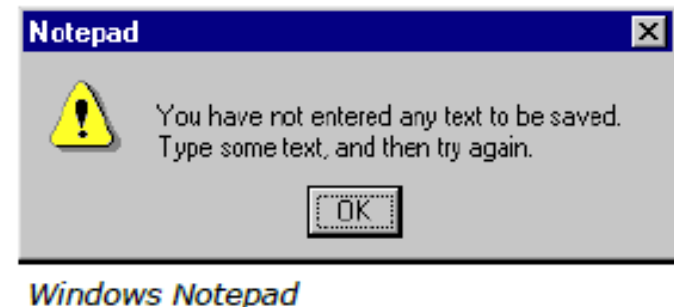 Notepad
You have not entered any text to be saved.
Type some text, and then try again.
OK
Windows Notepad